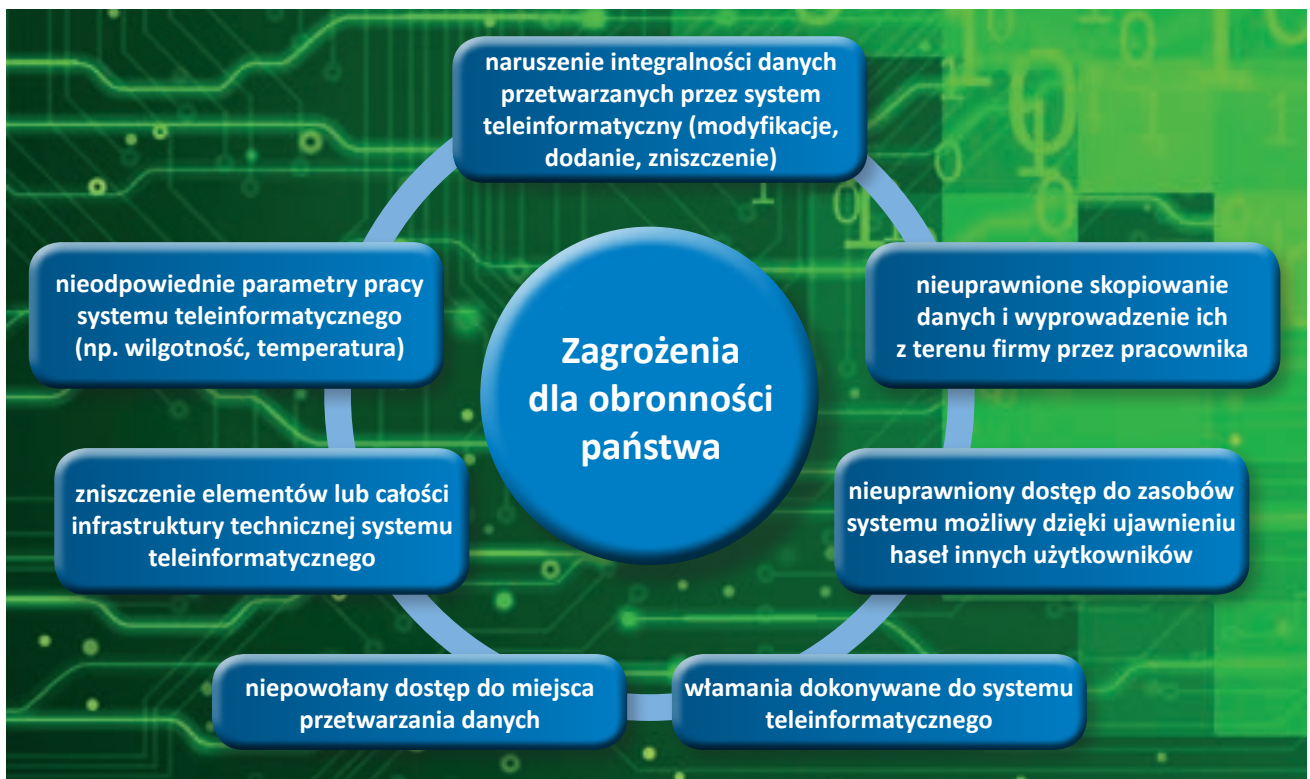 naruszenie integralności danych
przetwarzanych przez system
teleinformatyczny (modyfikacje,
dodanie, zniszczenie)
nieodpowiednie parametry pracy
systemu teleinformatycznego
(np. wilgotność, temperatura)
Zagrożenia
dla obronności
państwa
nieuprawnione skopiowanie
danych i wyprowadzenie ich
z terenu firmy przez pracownika
zniszczenie elementów lub całości
infrastruktury technicznej systemu
teleinformatycznego
nieuprawniony dostęp do zasobów
systemu możliwy dzięki ujawnieniu
haseł innych użytkowników
niepowołany dostęp do miejsca
przetwarzania danych
włamania dokonywane do systemu
teleinformatycznego